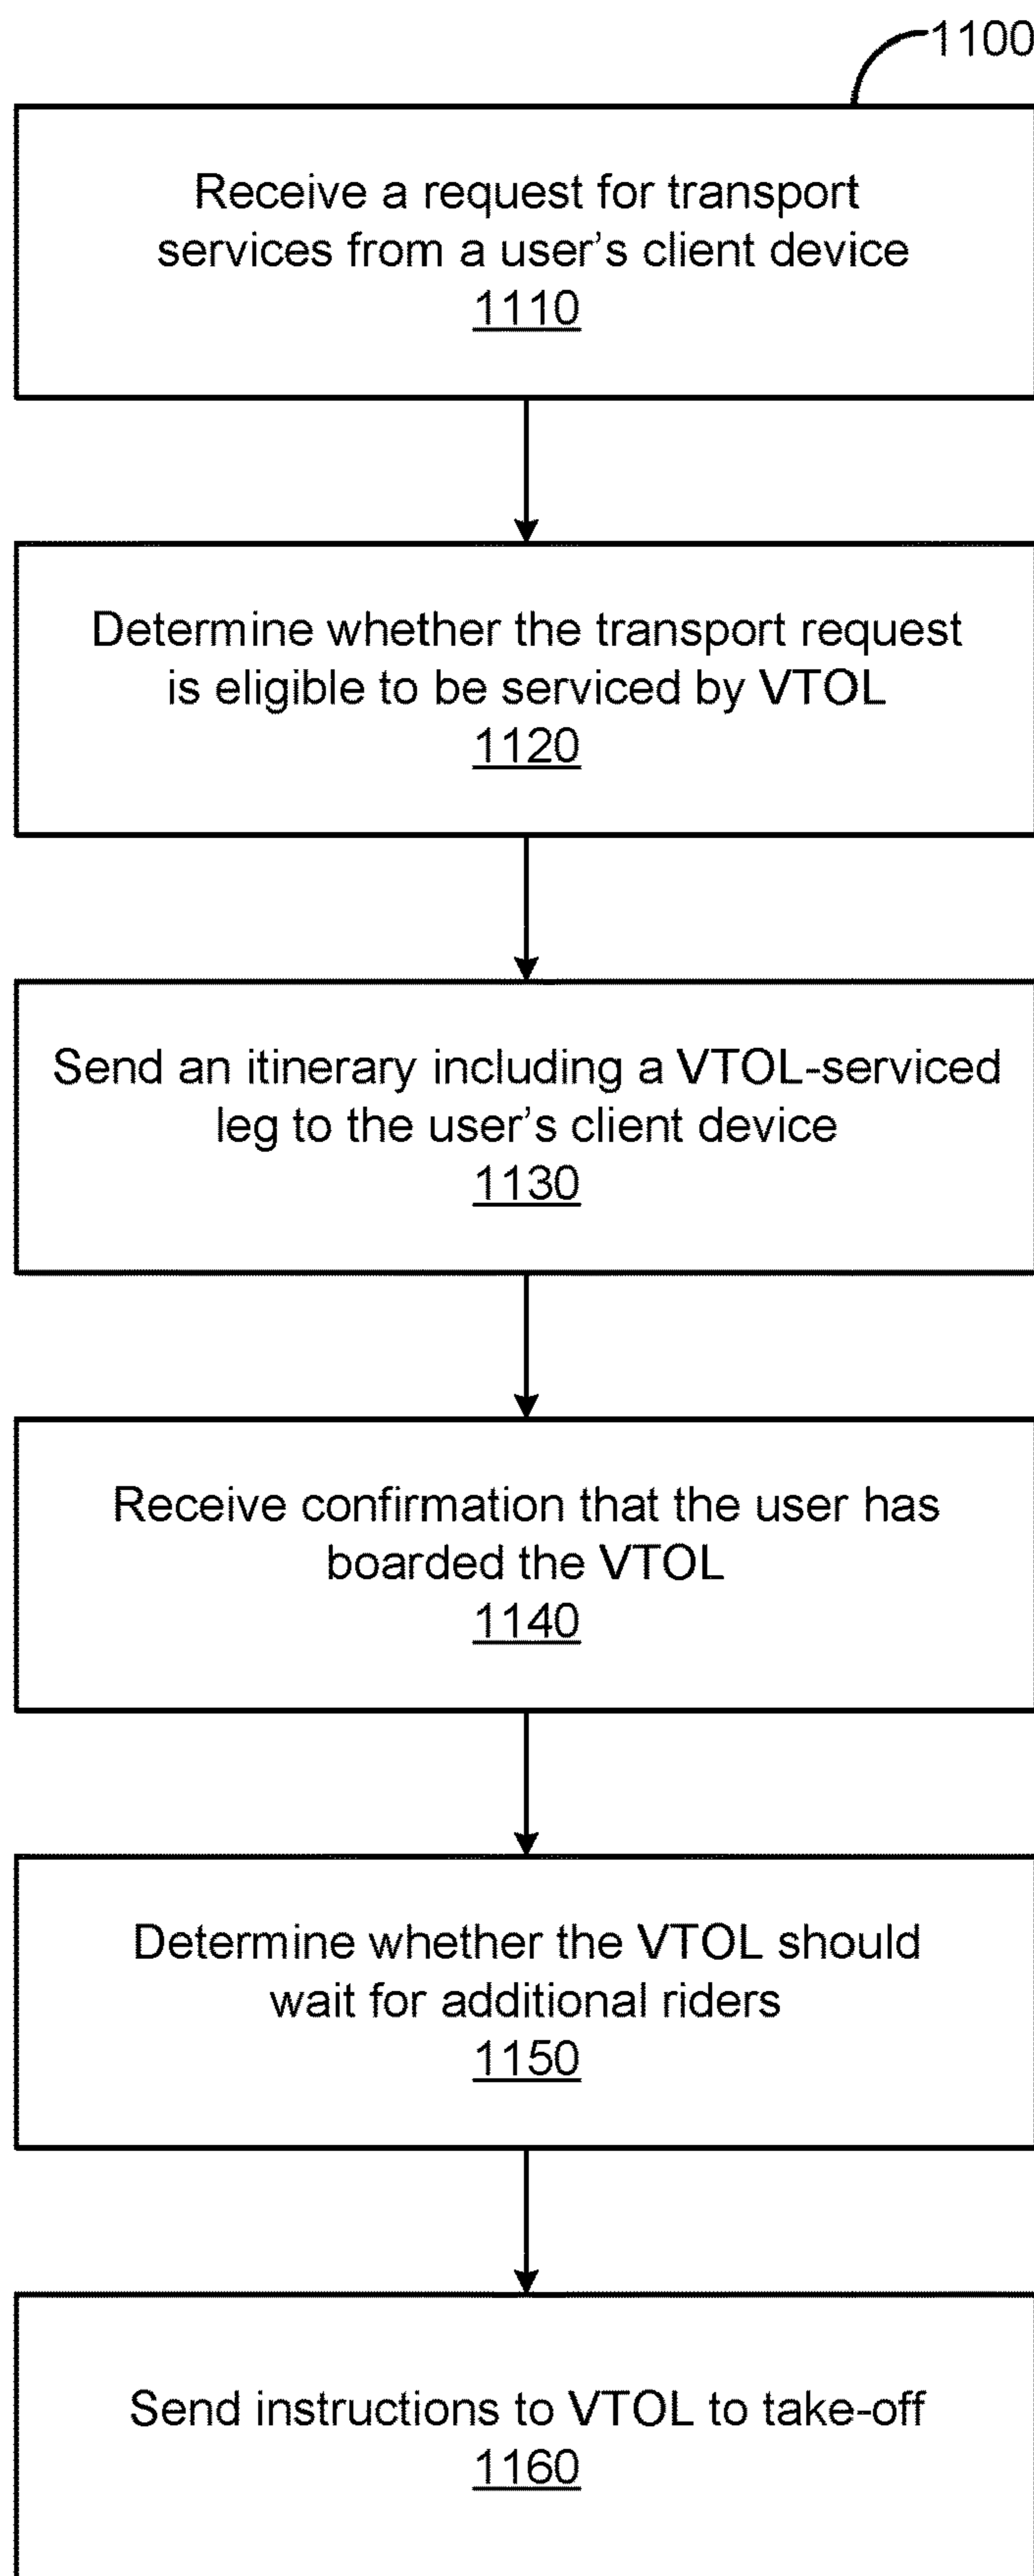 1100
Receive a request for transport
services from a user's client device
1110
Determine whether the transport request
is eligible to be serviced by VTOL
1120
Send an itinerary including a VTOL-serviced
leg to the user's client device
1130
Receive confirmation that the user has
boarded the VTOL
1140
Determine whether the VTOL should
wait for additional riders
1150
Send instructions to VTOL to take-off
1160